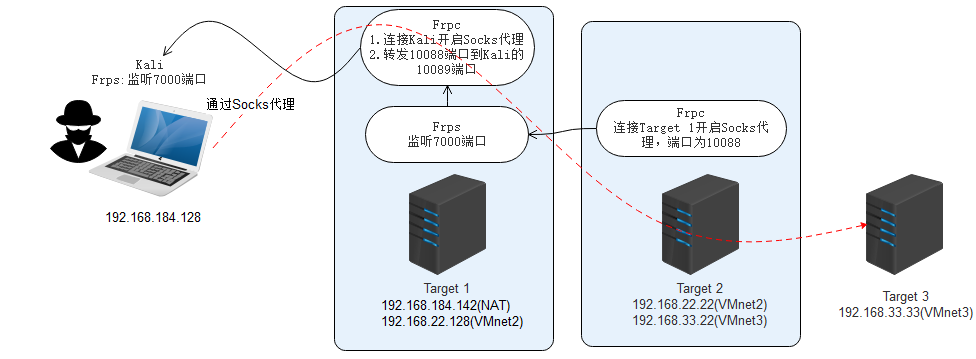 Kali
Frps:监听7000端口
通过Socks代理
192.168.184.128
Frpc
1.连接Kali开启Socks代理
2.转发10088端口到Kali的
10089端口
Frps
监听7000端口
Target 1
192.168.184.142(NAT)
192.168.22.128(VMnet2)
Frpc
连接Target 1开启Socks代
理，端口为10088
Target 2
192.168.22.22(VMnet2)
192.168.33.22(VMnet3)
Target 3
192.168.33.33(VMnet3)